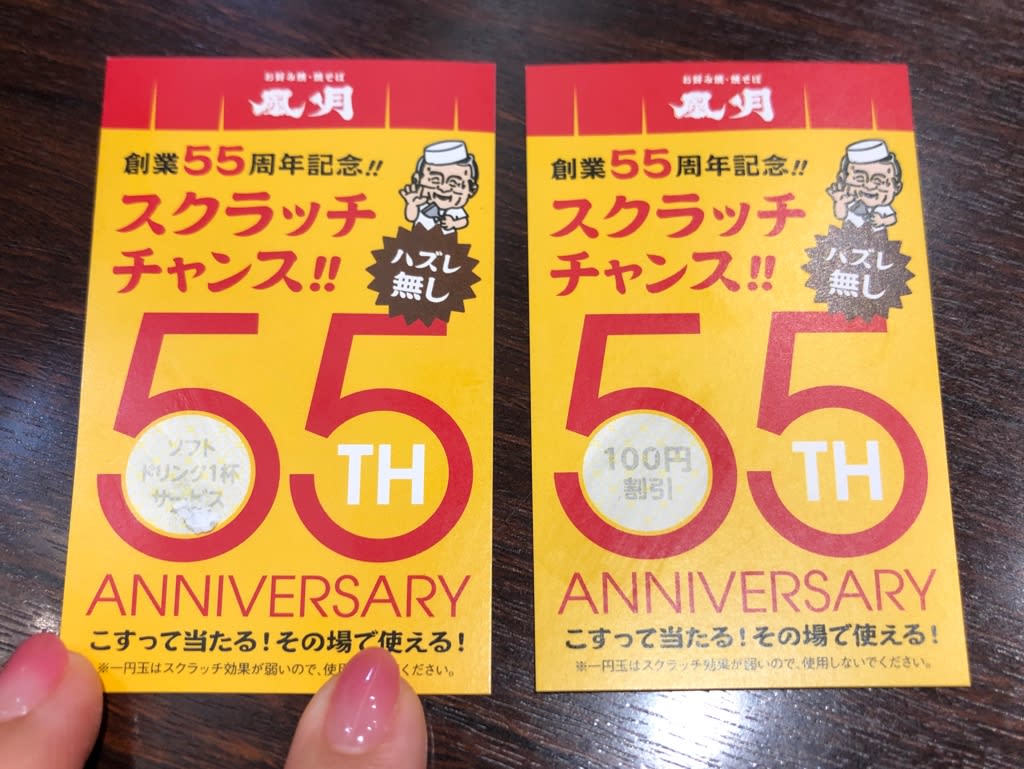 お好み焼・焼そば
風月
創業55周年記念!!
スクラッチ
チャンス!!
ハズレ
無し
55
TH
ソフト
ドリンク1杯
サービス
ANNIVERSARY
こすって当たる!その場で使える!
※一円玉はスクラッチ効果が弱いので、使用
ください。
お好み焼・焼そば
風月
創業55周年記念!!
スクラッチ
チャンス!!
ハズレ
無し
55
TH
100円
割引
ANNIVERSARY
こすって当たる!その場で使える!
※一円玉はスクラッチ効果が弱いので、使用しないでください。